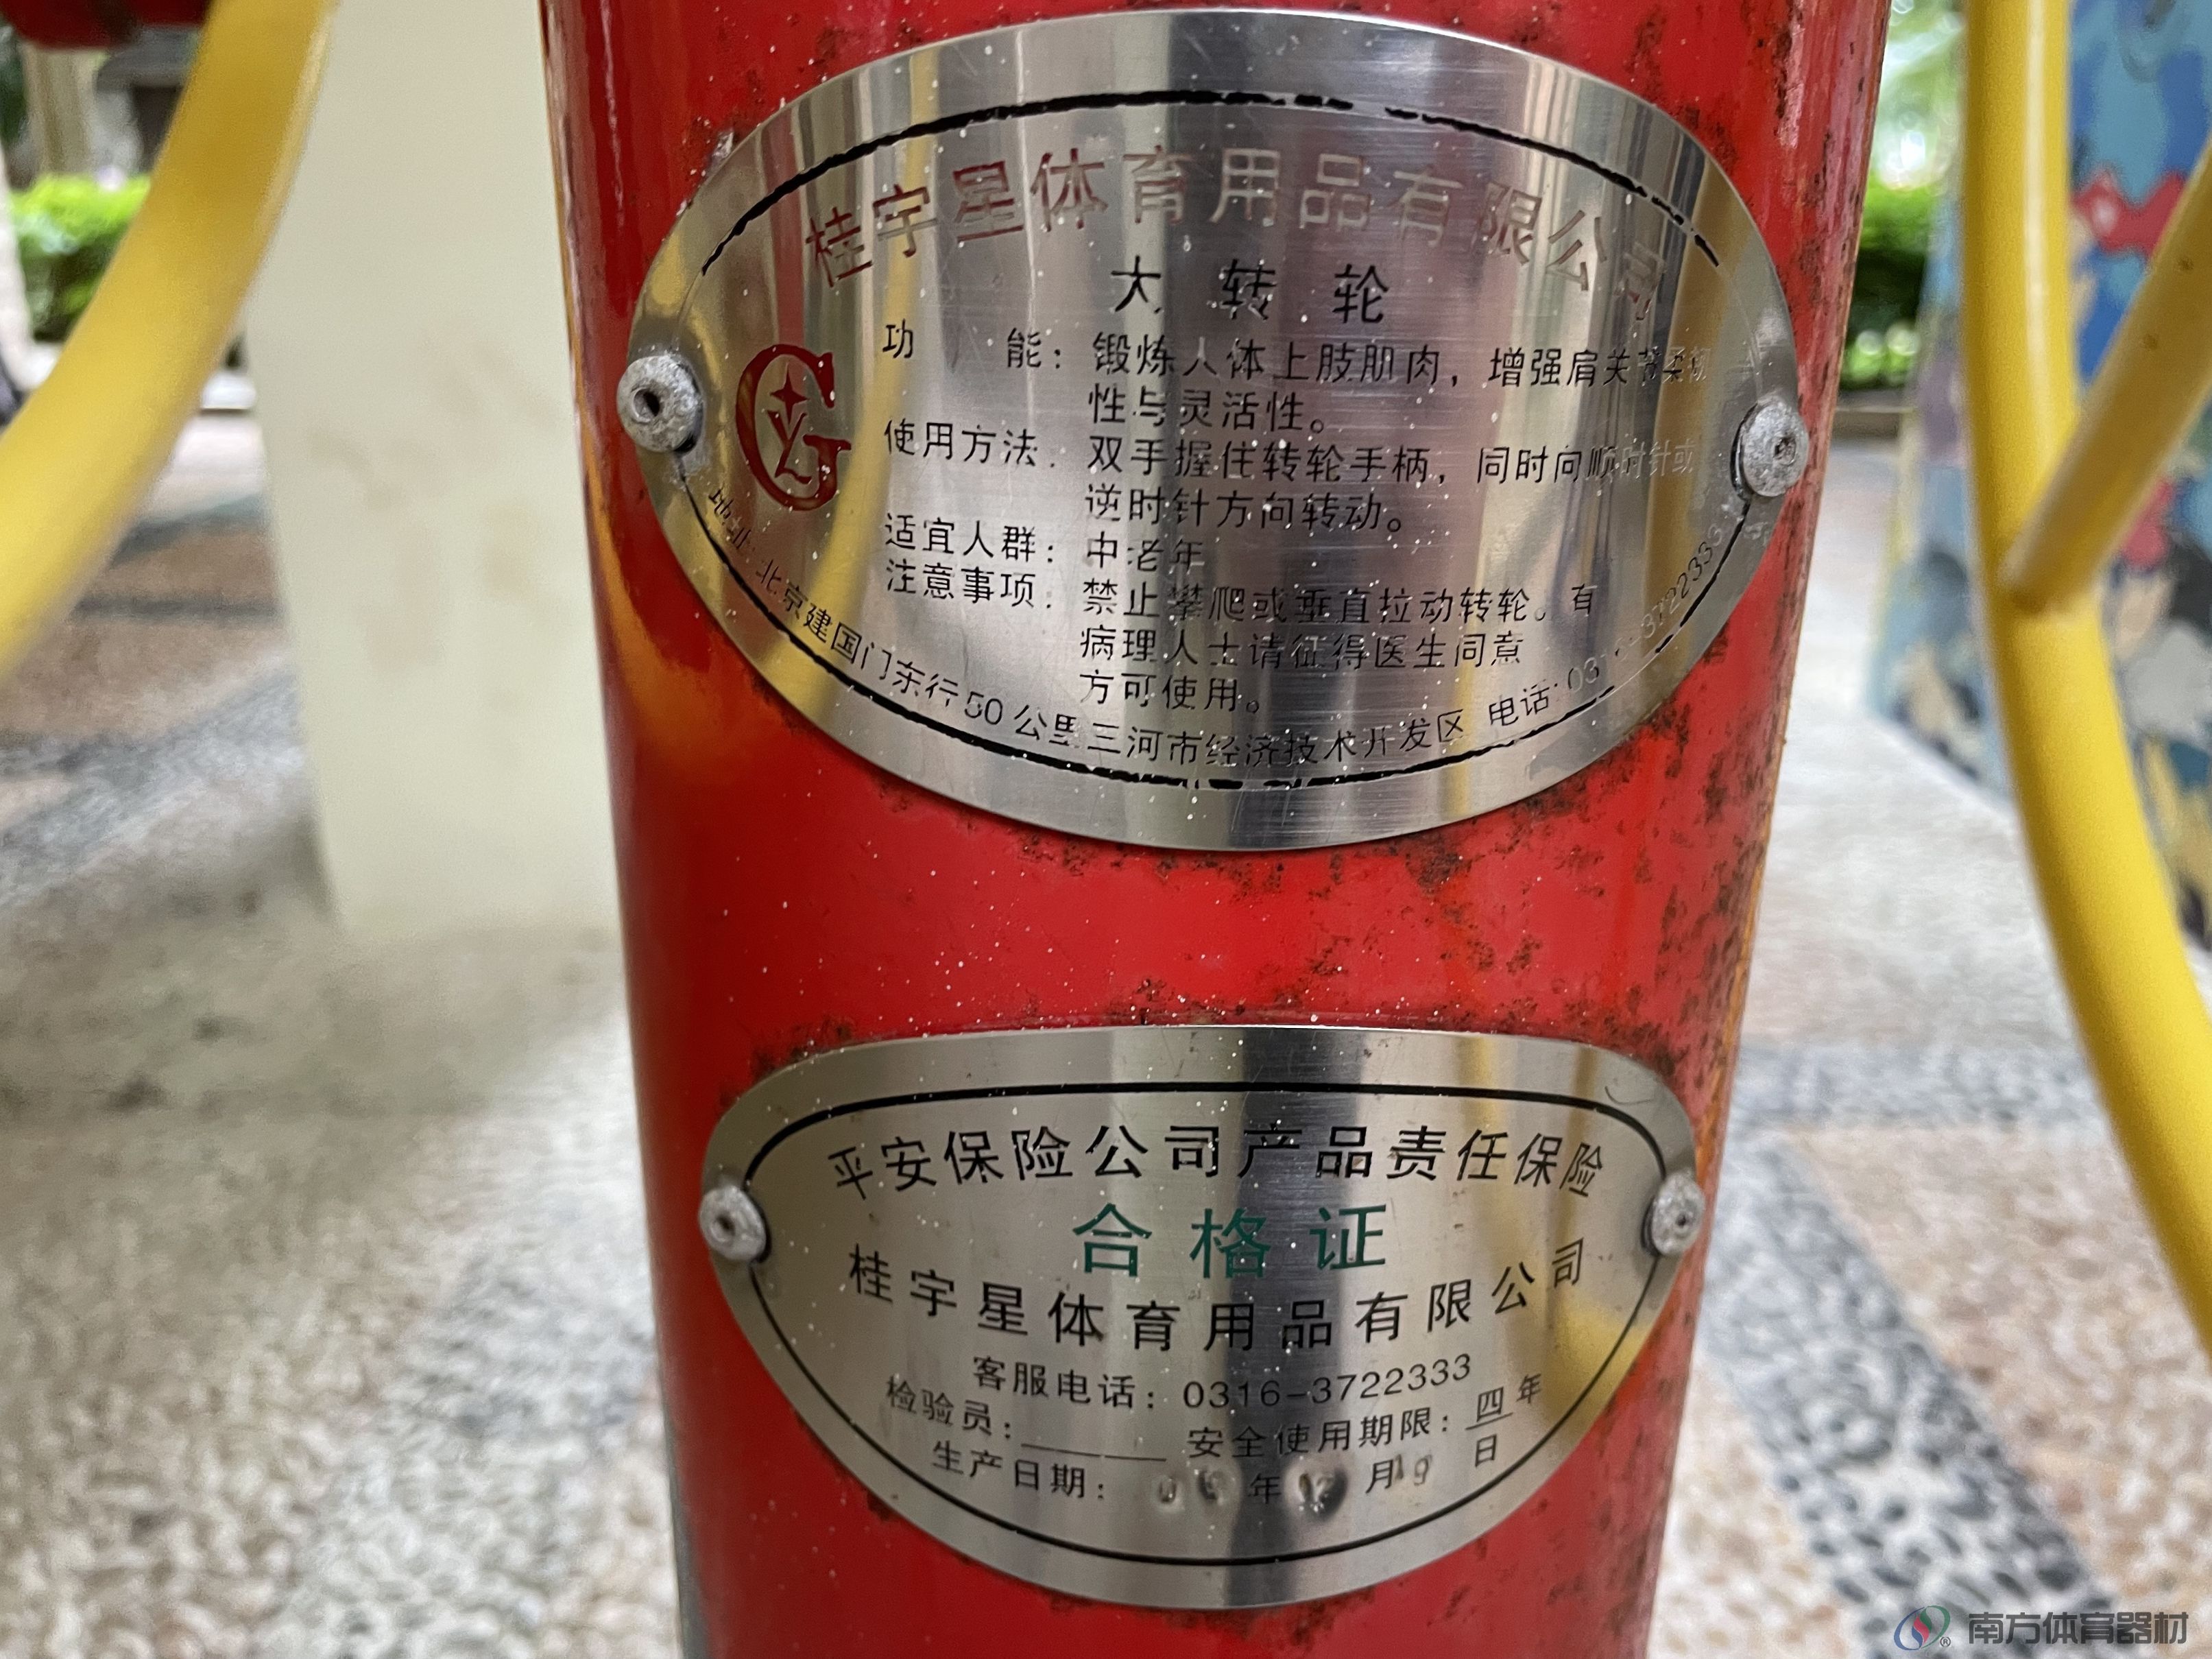 桂宇星体育用品有限公司
大转轮
功能：锻炼人体上肢肌肉，增强肩关节柔韧
性与灵活性。
使用方法：双手握住转轮手柄，同时向顺时针或
逆时针方向转动。
适宜人群：中老年
注意事项：禁止攀爬或垂直拉动转轮。有
病理人士请征得医生同意
方可使用。
地址：北京建国门东行50公里三河市经济技术开发区 电话:0316-3722333
平安保险公司产品责任保险
合格证
桂宇星体育用品有限公司
客服电话：0316-3722333
检验员：______ 安全使用期限：四年
生产日期： 年12月19日
南方体育器材